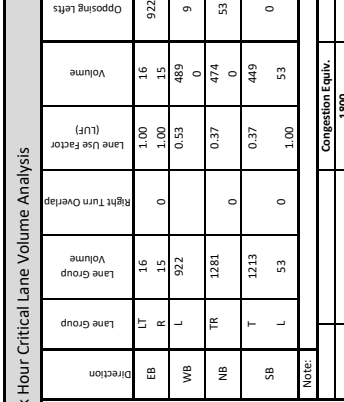 Hour Critical Lane Volume Analysis
Direction
Lane Group
Lane Group
Volume
Right Turn Overlap
Lane Use Factor
(LUF)
Volume
Opposing Lefts
EB LT 16 1.00 16 922
R 15 0 1.00 15
WB L 922 0.53 489 9
0
NB TR 1281 0.37 474 53
0 0
SB T 1213 0.37 449 0
L 53 0 1.00 53
Note:
Congestion Equiv.
1800